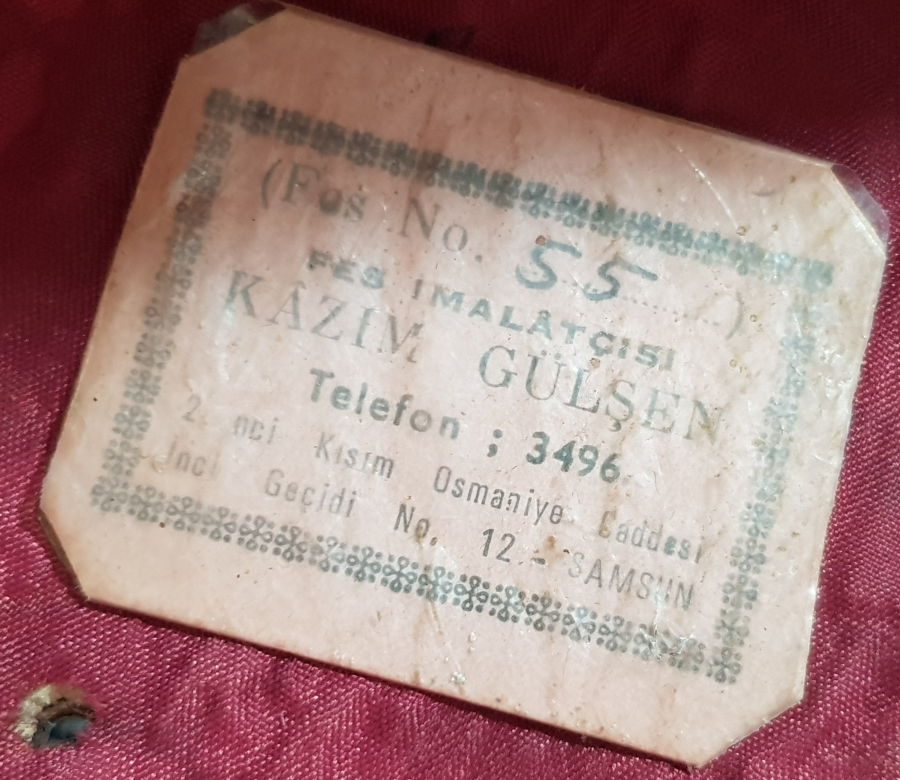 (Fes No. 55 ........)
FES İMALÂTÇISI
KÂZIM GÜLŞEN
Telefon ; 3496
2 nci Kısım Osmaniye Caddesi
İnci Geçidi No. 12 - SAMSUN